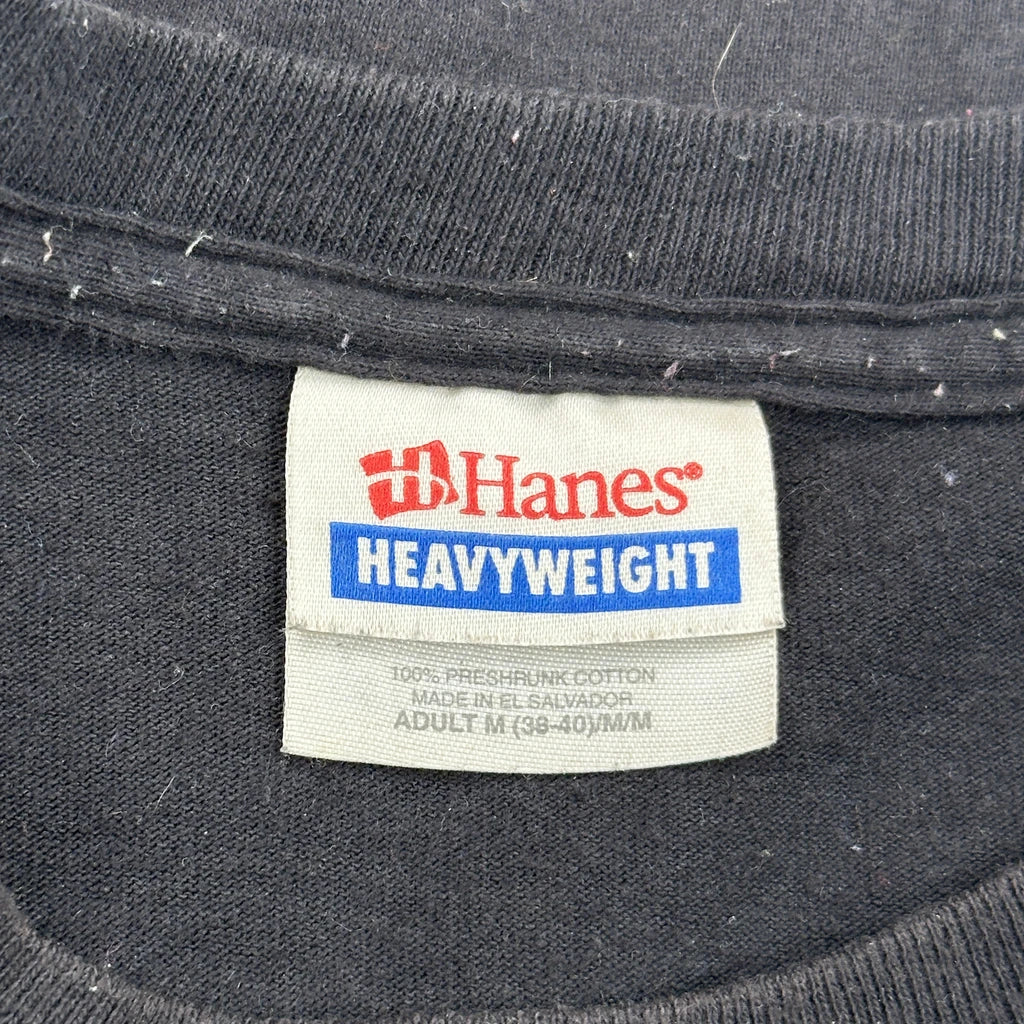 H Hanes®
HEAVYWEIGHT
100% PRESHRUNK COTTON
MADE IN EL SALVADOR
ADULT M (38-40)/M/M